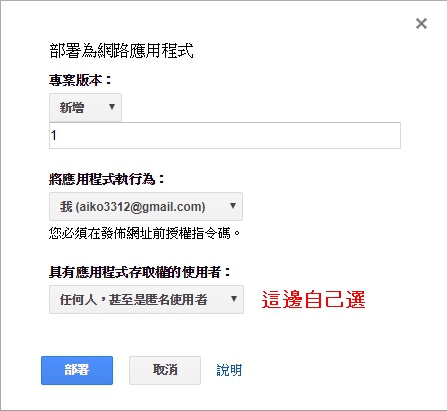 部署為網路應用程式
專案版本：
新增
1
將應用程式執行為：
我 (aiko3312@gmail.com)
您必須在發佈網址前授權指令碼。
具有應用程式存取權的使用者：
任何人，甚至是匿名使用者 這邊自己選
部署 取消 說明